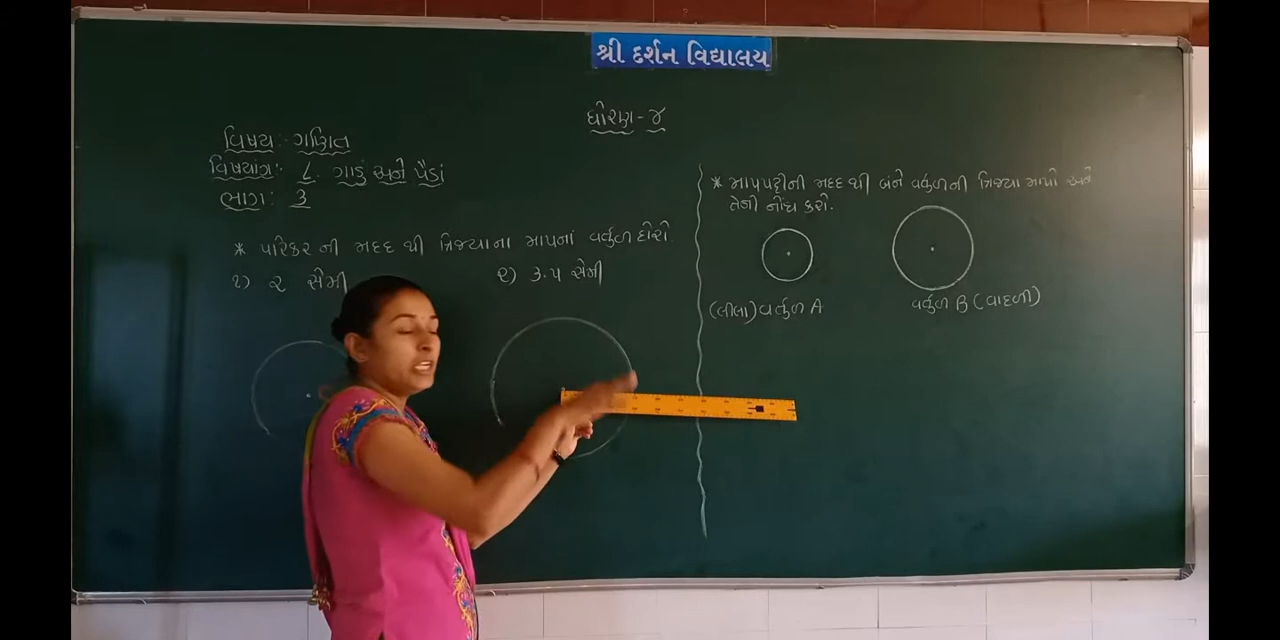 શ્રી દર્શન વિદ્યાલય
ધોરણ - ૪
વિષય:- ગણિત
વિષયાંગ:- ૮. ગાડું અને પૈડાં
ભાગ: ૩
* પરિકર ની મદદ થી ત્રિજ્યાના માપનાં વર્તુળ દોરો.
૧) ૨ સેમી
૨) ૩.૫ સેમી
* માપપટ્ટીની મદદ થી બંને વર્તુળની ત્રિજ્યા માપો અને
તેની નોંધ કરો.
(લીલા) વર્તુળ A
વર્તુળ B (વાદળી)